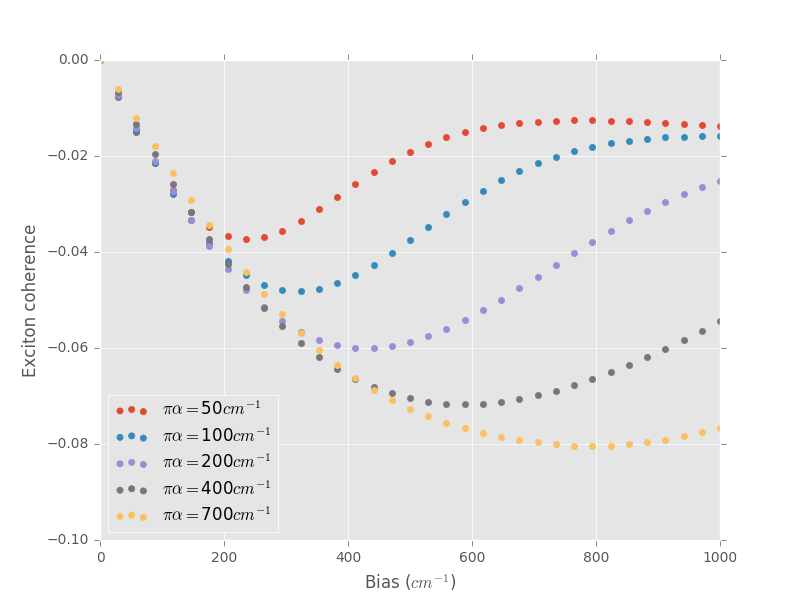 0.00
−0.02
−0.04
−0.06
−0.08
−0.10
Exciton coherence
πα = 50cm⁻¹
πα = 100cm⁻¹
πα = 200cm⁻¹
πα = 400cm⁻¹
πα = 700cm⁻¹
0 200 400 600 800 1000
Bias (cm⁻¹)